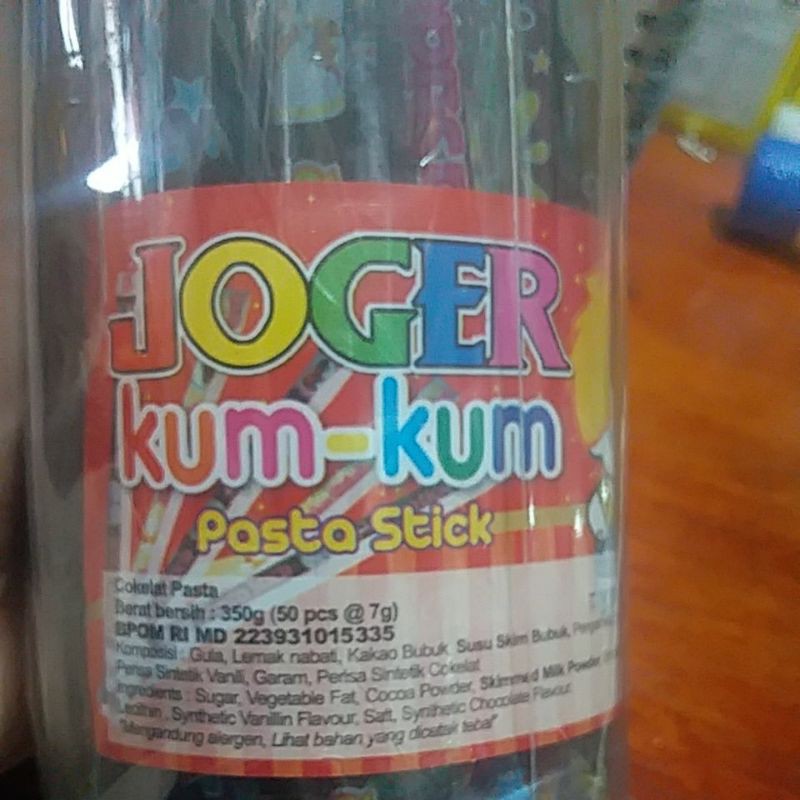 JOGER
kum-kum
Pasta Stick
Cokelat Pasta
Berat bersih : 350g (50 pcs @ 7g)
BPOM RI MD 223931015335
Komposisi : Gula, Lemak nabati, Kakao Bubuk, Susu Skim Bubuk,
Perisa Sintetik Vanili, Garam, Perisa Sintetik Cokelat
Ingredients : Sugar, Vegetable Fat, Cocoa Powder, Skimmed Milk Powder,
Lecithin, Synthetic Vanillin Flavour, Salt, Synthetic Chocolate Flavour.
"Mengandung alergen, Lihat bahan yang dicetak tebal"